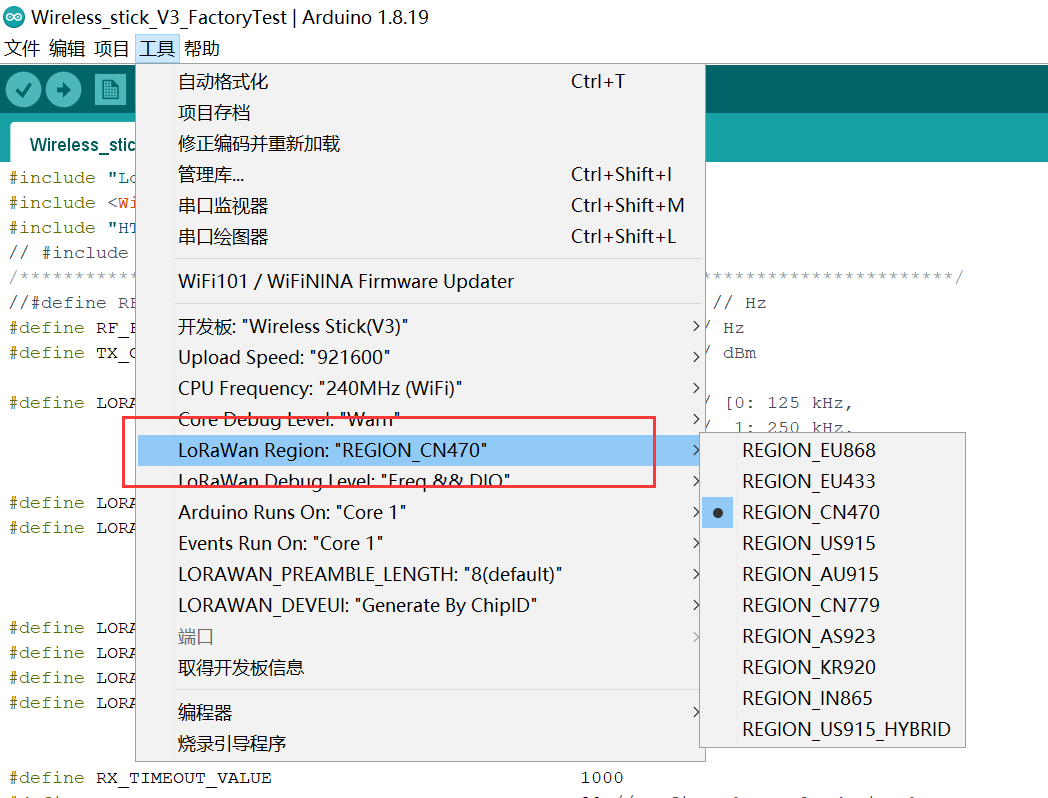 Wireless_stick_V3_FactoryTest | Arduino 1.8.19
文件 编辑 项目 工具 帮助
自动格式化 Ctrl+T
项目存档
修正编码并重新加载
管理库... Ctrl+Shift+I
串口监视器 Ctrl+Shift+M
串口绘图器 Ctrl+Shift+L
WiFi101 / WiFiNINA Firmware Updater
开发板: "Wireless Stick(V3)"
Upload Speed: "921600"
CPU Frequency: "240MHz (WiFi)"
Core Debug Level: "Warn"
LoRaWan Region: "REGION_CN470"
LoRaWan Debug Level: "Freq && DIO"
Arduino Runs On: "Core 1"
Events Run On: "Core 1"
LORAWAN_PREAMBLE_LENGTH: "8(default)"
LORAWAN_DEVEUI: "Generate By ChipID"
端口
取得开发板信息
编程器
烧录引导程序
REGION_EU868
REGION_EU433
REGION_CN470
REGION_US915
REGION_AU915
REGION_CN779
REGION_AS923
REGION_KR920
REGION_IN865
REGION_US915_HYBRID
Wireless_stic
#include "Lo
#include <Wi
#include "HT
// #include
/***********
***********************/
//#define RF
// Hz
#define RF_F
/ Hz
#define TX_O
/ dBm
#define LORA
/ [0: 125 kHz,
/ 1: 250 kHz,
#define LORA
#define LORA
#define LORA
#define LORA
#define LORA
#define LORA
#define RX_TIMEOUT_VALUE 1000